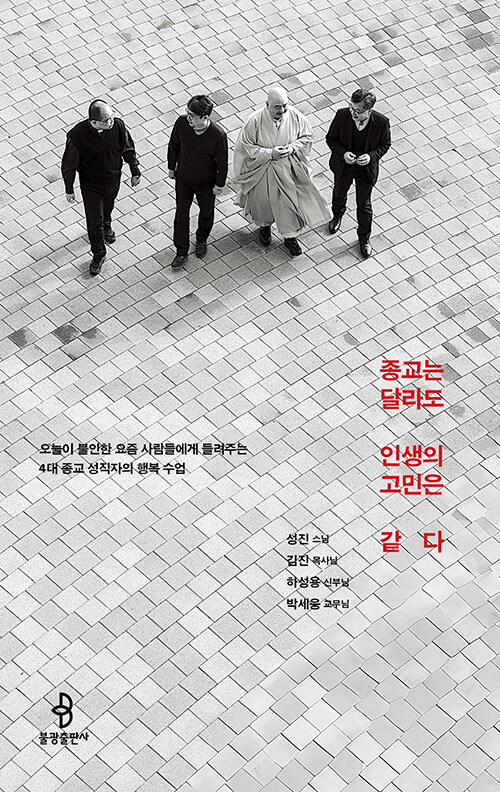 종교는
달라도
인생의
고민은
같다
오늘이 불안한 요즘 사람들에게 들려주는
4대 종교 성직자의 행복 수업
성진 스님
김진 목사님
하성용 신부님
박세웅 교무님
불광출판사